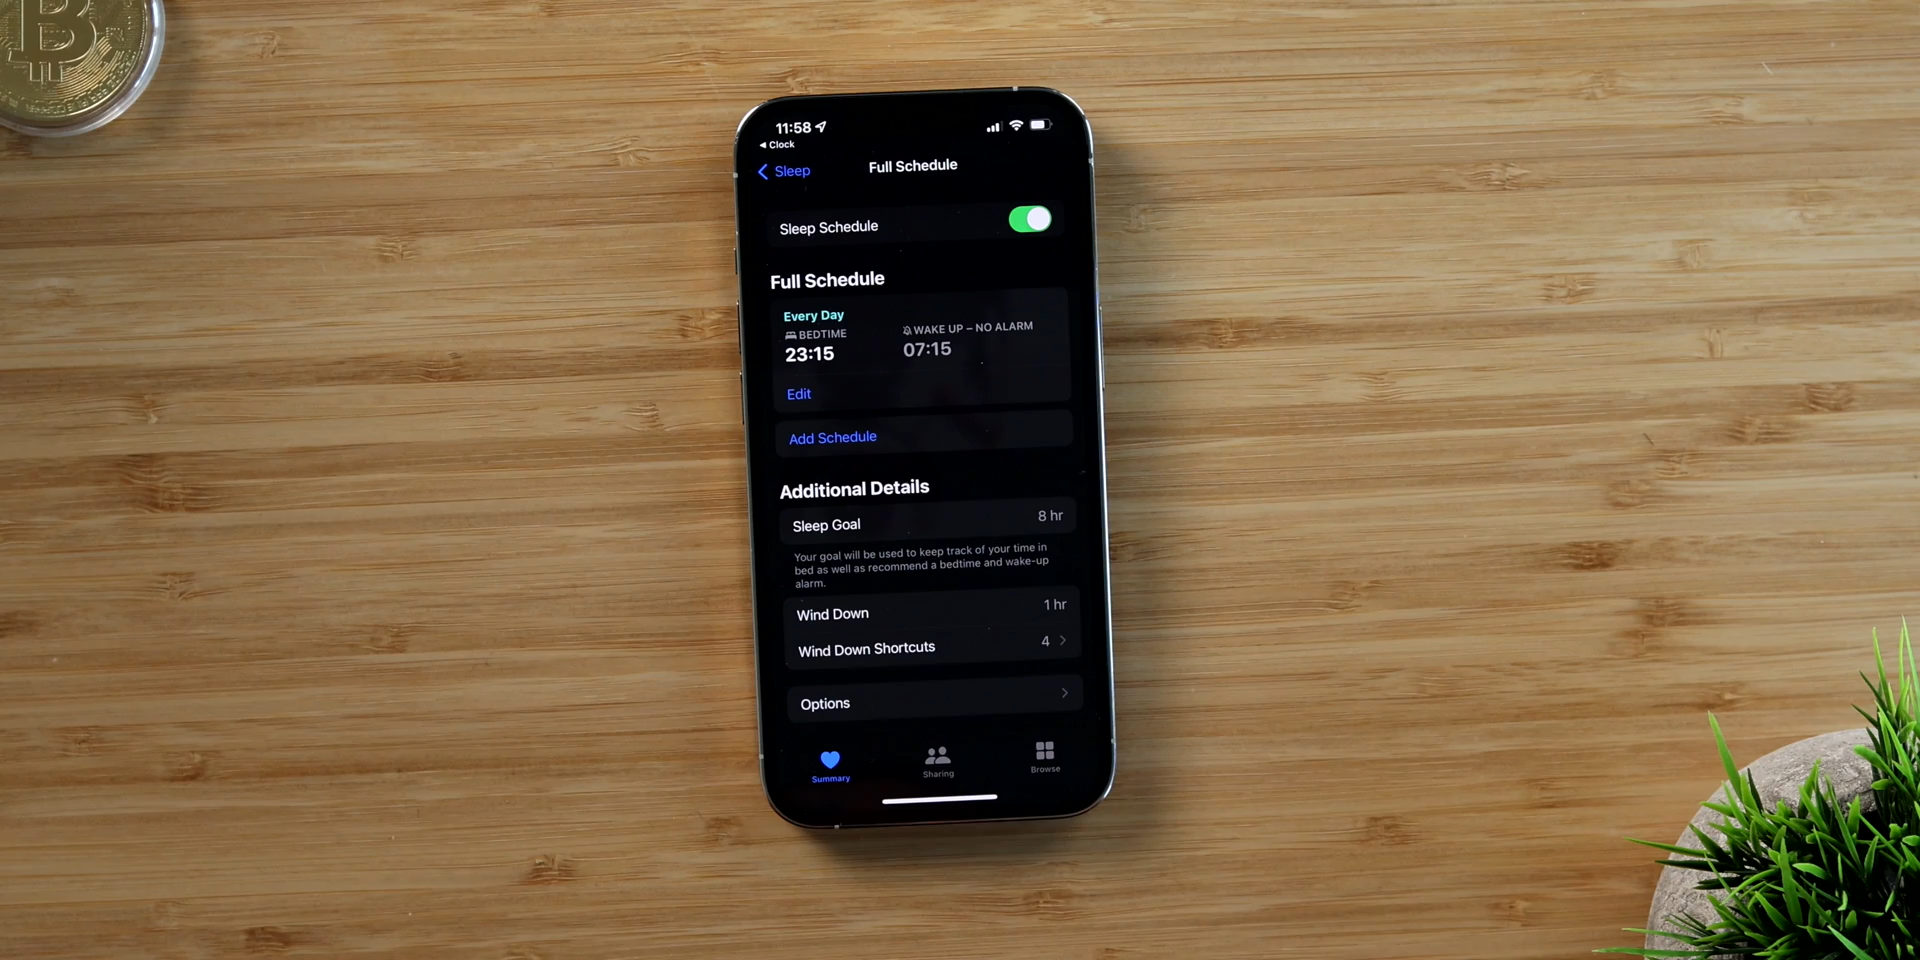 11:58
Clock
Sleep
Full Schedule
Sleep Schedule
Full Schedule
Every Day
BEDTIME
WAKE UP – NO ALARM
23:15
07:15
Edit
Add Schedule
Additional Details
Sleep Goal
8 hr
Your goal will be used to keep track of your time in
bed as well as recommend a bedtime and wake-up
alarm.
Wind Down
1 hr
Wind Down Shortcuts
4
Options
Summary
Sharing
Browse